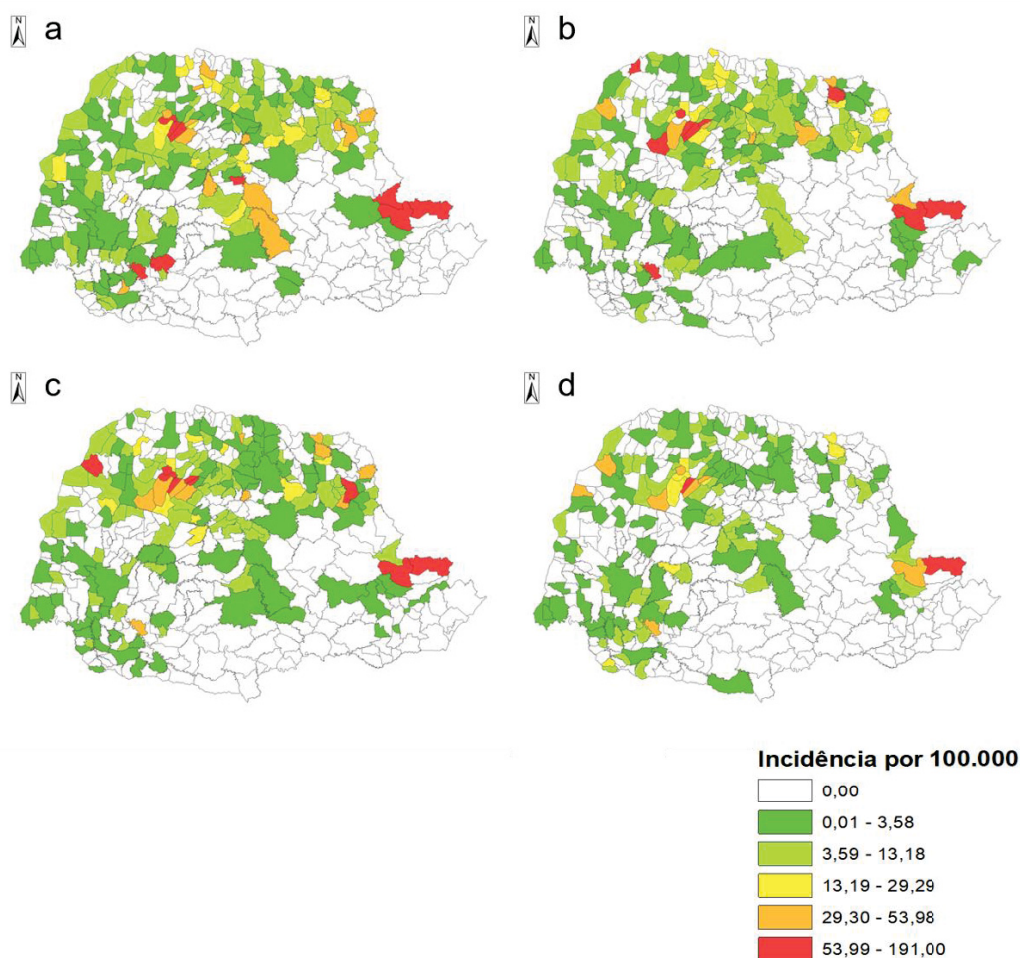 N a
N b
N c
N d
Incidência por 100.000
0,00
0,01 - 3,58
3,59 - 13,18
13,19 - 29,29
29,30 - 53,98
53,99 - 191,00